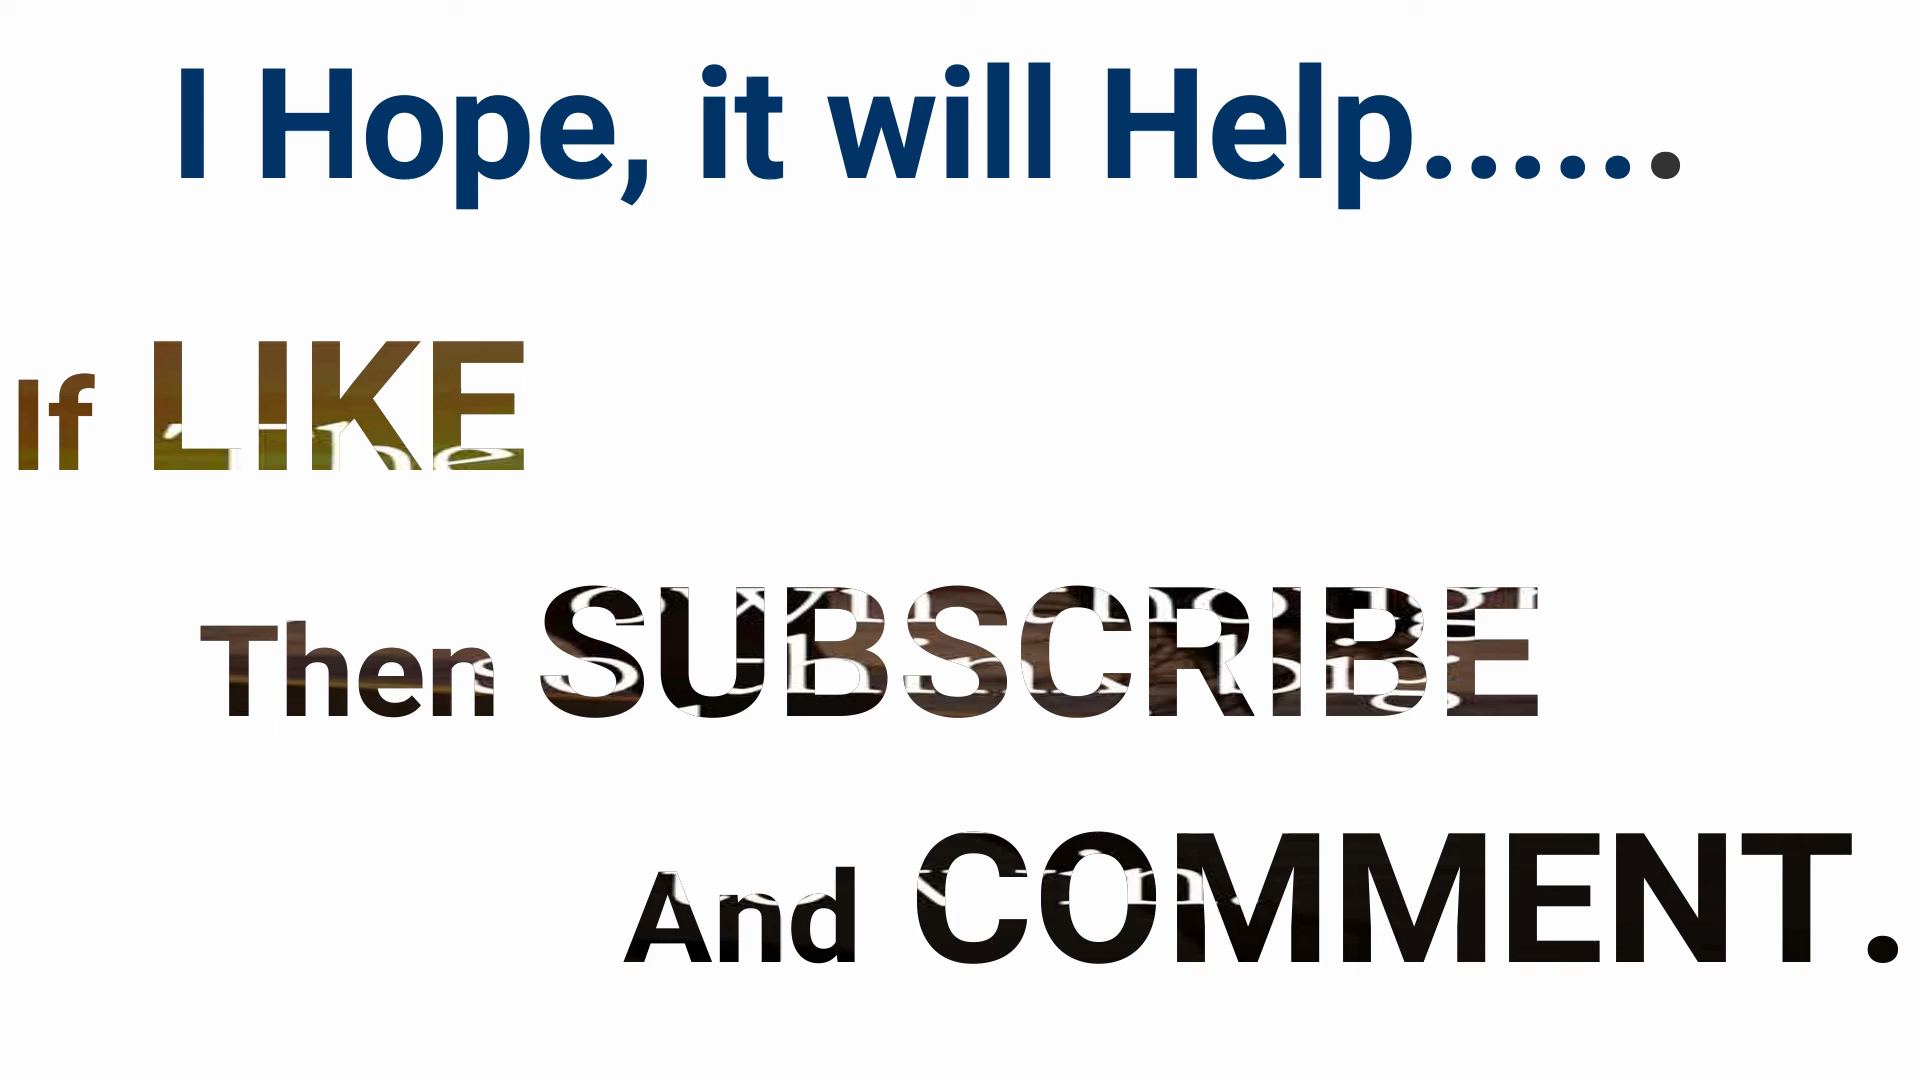 I Hope, it will Help......
If LIKE
Then SUBSCRIBE
And COMMENT.